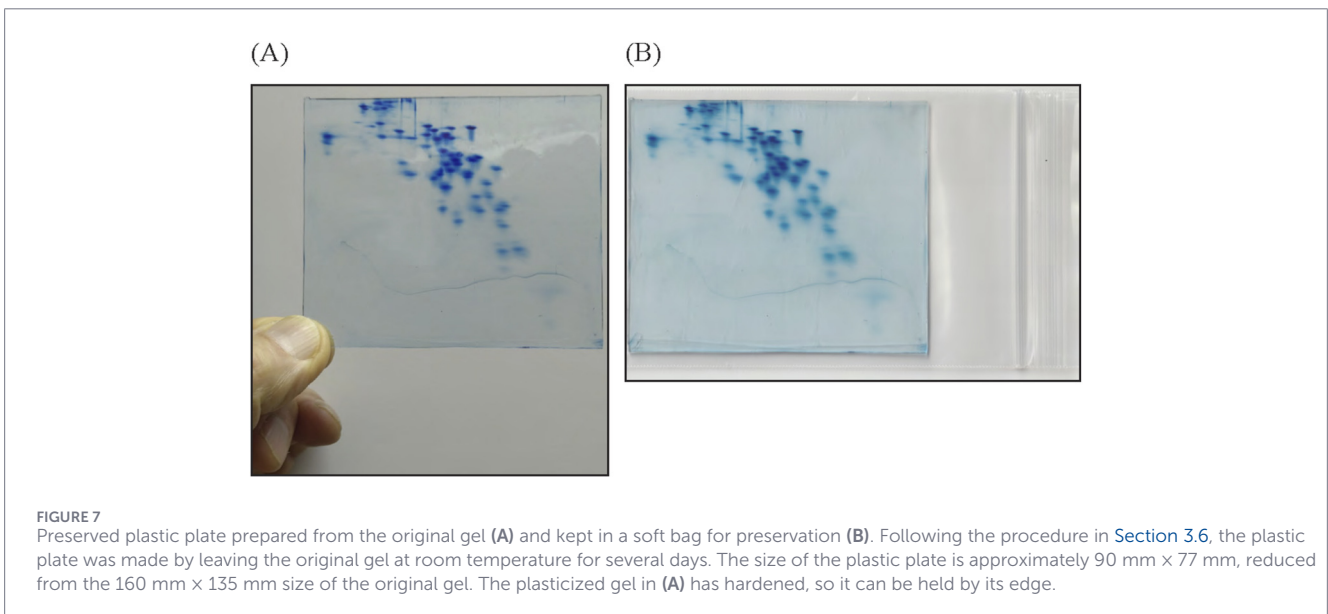 (A)
(B)
FIGURE 7
Preserved plastic plate prepared from the original gel (A) and kept in a soft bag for preservation (B). Following the procedure in Section 3.6, the plastic
plate was made by leaving the original gel at room temperature for several days. The size of the plastic plate is approximately 90 mm × 77 mm, reduced
from the 160 mm × 135 mm size of the original gel. The plasticized gel in (A) has hardened, so it can be held by its edge.